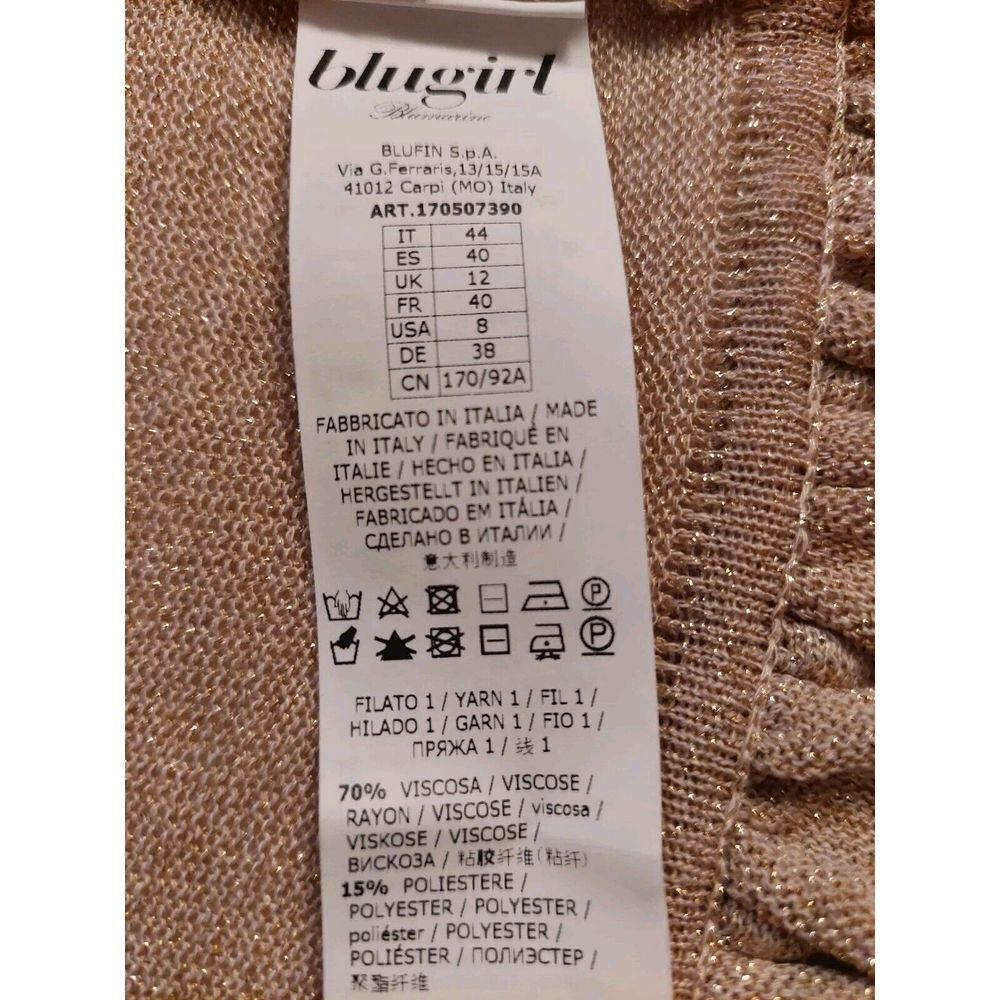 blugirl
Blumarine
BLUFIN S.p.A.
Via G.Ferraris,13/15/15A
41012 Carpi (MO) Italy
ART.170507390
IT 44
ES 40
UK 12
FR 40
USA 8
DE 38
CN 170/92A
FABBRICATO IN ITALIA / MADE
IN ITALY / FABRIQUÉ EN
ITALIE / HECHO EN ITALIA /
HERGESTELLT IN ITALIEN /
FABRICADO EM ITÁLIA /
СДЕЛАНО В ИТАЛИИ /
意大利制造
P
P
FILATO 1 / YARN 1 / FIL 1 /
HILADO 1 / GARN 1 / FIO 1 /
ПРЯЖА 1 / 线 1
70% VISCOSA / VISCOSE /
RAYON / VISCOSE / viscosa /
VISKOSE / VISCOSE /
ВИСКОЗА / 粘胶纤维(粘纤)
15% POLIESTERE /
POLYESTER / POLYESTER /
poliéster / POLYESTER /
POLIÉSTER / ПОЛИЭСТЕР /
聚酯纤维